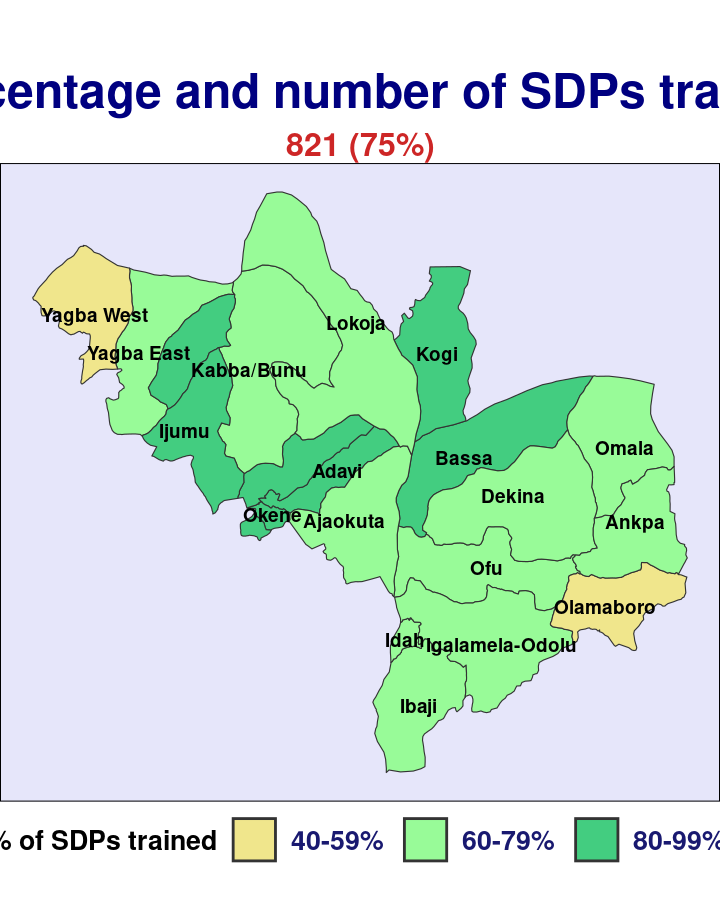 centage and number of SDPs tra
821 (75%)
Yagba West
Lokoja
Yagba East
Kogi
Kabba/Bunu
Ijumu
Omala
Bassa
Adavi
Dekina
Okene
Ajaokuta
Ankpa
Ofu
Olamaboro
Idah
Igalamela-Odolu
Ibaji
% of SDPs trained 40-59% 60-79% 80-99%